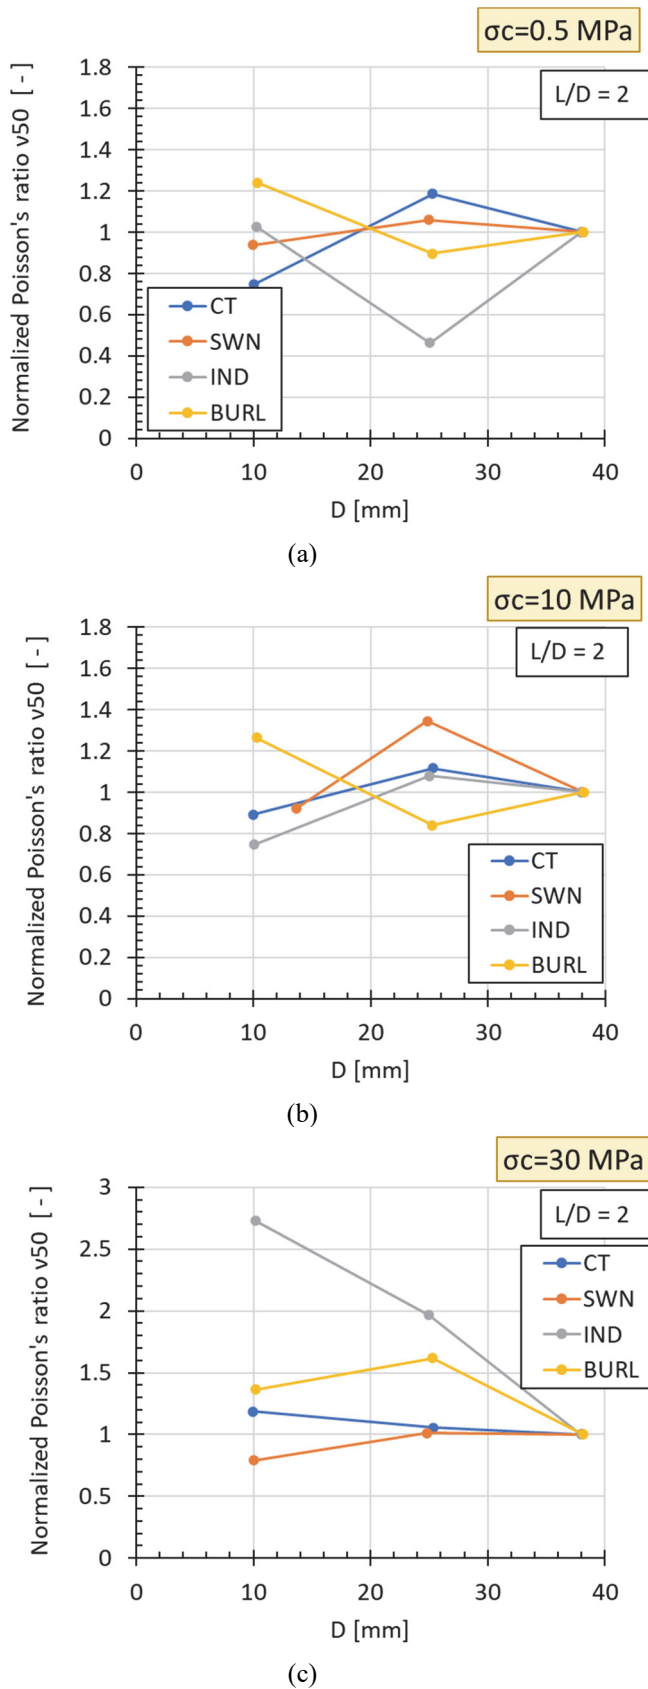 σc=0.5 MPa
L/D = 2
Normalized Poisson's ratio v50 [ - ]
1.8
1.6
1.4
1.2
1
0.8
0.6
0.4
0.2
0
CT
SWN
IND
BURL
0 10 20 30 40
D [mm]
(a)
σc=10 MPa
L/D = 2
Normalized Poisson's ratio v50 [ - ]
1.8
1.6
1.4
1.2
1
0.8
0.6
0.4
0.2
0
CT
SWN
IND
BURL
0 10 20 30 40
D [mm]
(b)
σc=30 MPa
L/D = 2
Normalized Poisson's ratio v50 [ - ]
3
2.5
2
1.5
1
0.5
0
CT
SWN
IND
BURL
0 10 20 30 40
D [mm]
(c)